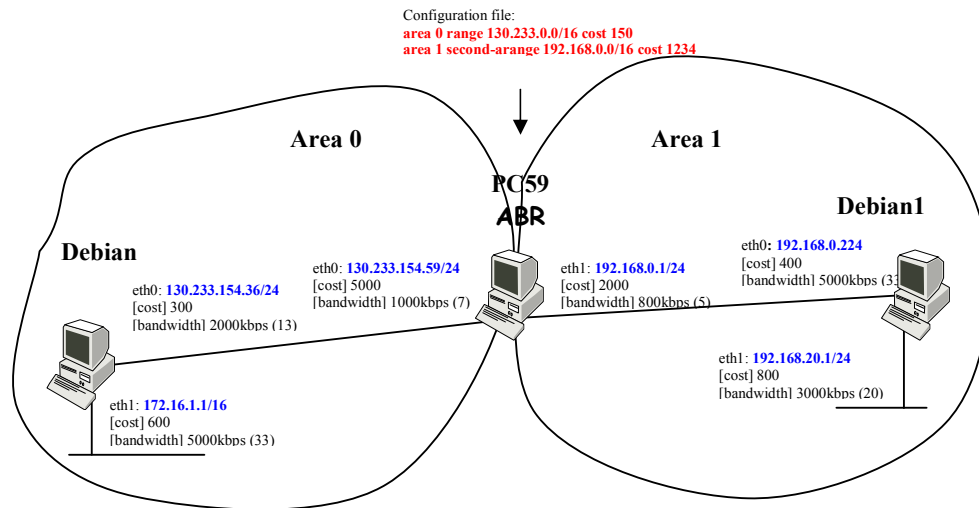 Configuration file:
area 0 range 130.233.0.0/16 cost 150
area 1 second-arange 192.168.0.0/16 cost 1234
Area 0
Area 1
PC59
ABR
Debian
Debian1
eth0: 130.233.154.36/24
[cost] 300
[bandwidth] 2000kbps (13)
eth0: 130.233.154.59/24
[cost] 5000
[bandwidth] 1000kbps (7)
eth1: 192.168.0.1/24
[cost] 2000
[bandwidth] 800kbps (5)
eth0: 192.168.0.224
[cost] 400
[bandwidth] 5000kbps (33
eth1: 172.16.1.1/16
[cost] 600
[bandwidth] 5000kbps (33)
eth1: 192.168.20.1/24
[cost] 800
[bandwidth] 3000kbps (20)